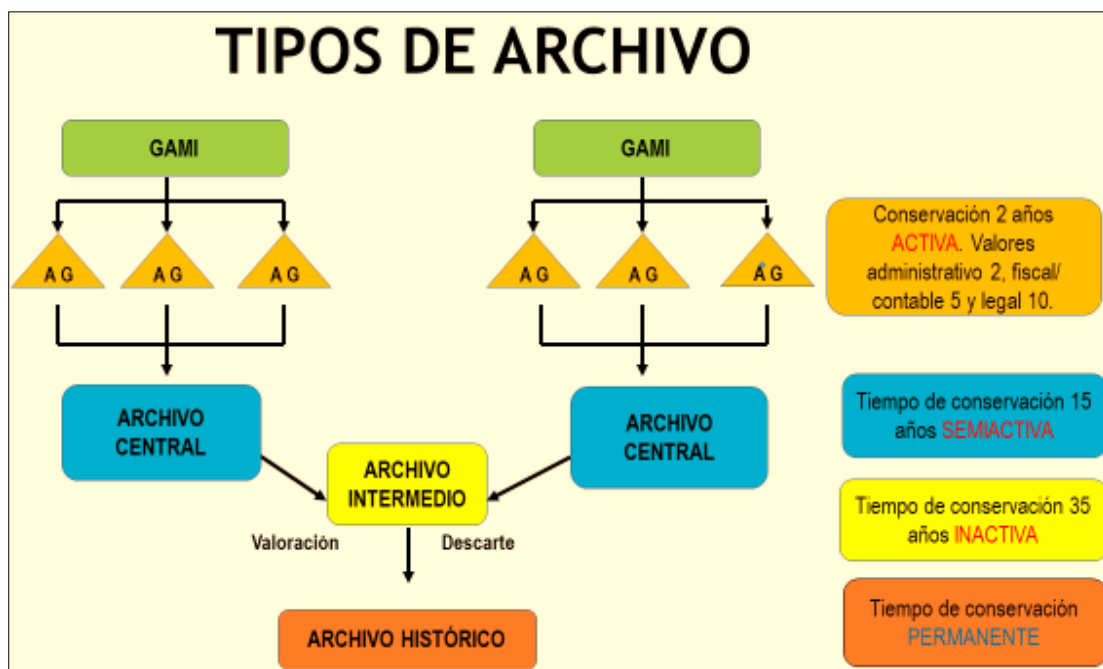 TIPOS DE ARCHIVO
GAMI
GAMI
A G
A G
A G
A G
A G
A G
Conservación 2 años
ACTIVA. Valores
administrativo 2, fiscal/
contable 5 y legal 10.
ARCHIVO
CENTRAL
ARCHIVO
CENTRAL
Tiempo de conservación 15
años SEMIACTIVA
ARCHIVO
INTERMEDIO
Tiempo de conservación 35
años INACTIVA
Valoración
Descarte
ARCHIVO HISTÓRICO
Tiempo de conservación
PERMANENTE